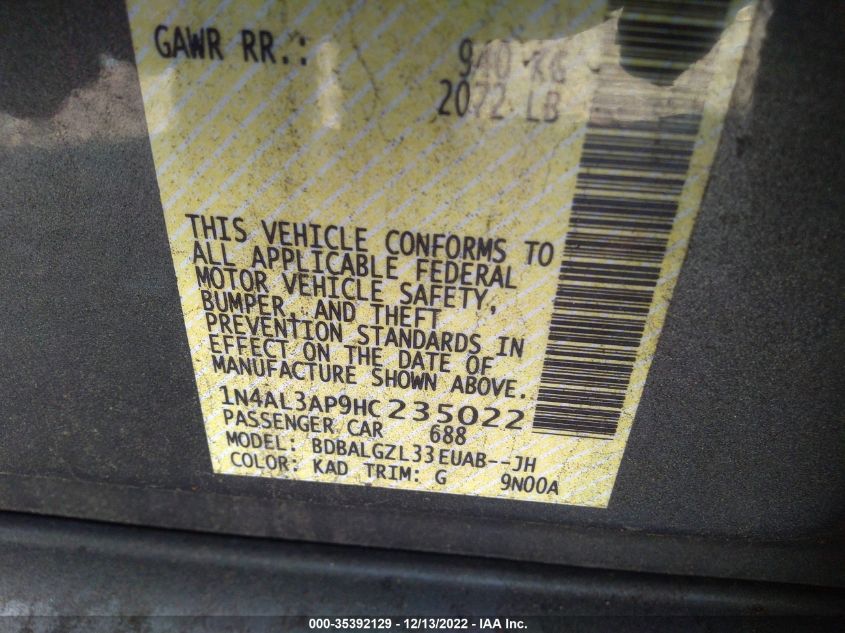 GAWR RR.: 940 KG
2072 LB
THIS VEHICLE CONFORMS TO
ALL APPLICABLE FEDERAL
MOTOR VEHICLE SAFETY,
BUMPER, AND THEFT
PREVENTION STANDARDS IN
EFFECT ON THE DATE OF
MANUFACTURE SHOWN ABOVE.
1N4AL3AP9HC235022
PASSENGER CAR 688
MODEL: BDBALGZL33EUAB--JH
COLOR: KAD TRIM: G 9N00A
000-35392129 - 12/13/2022 - IAA Inc.